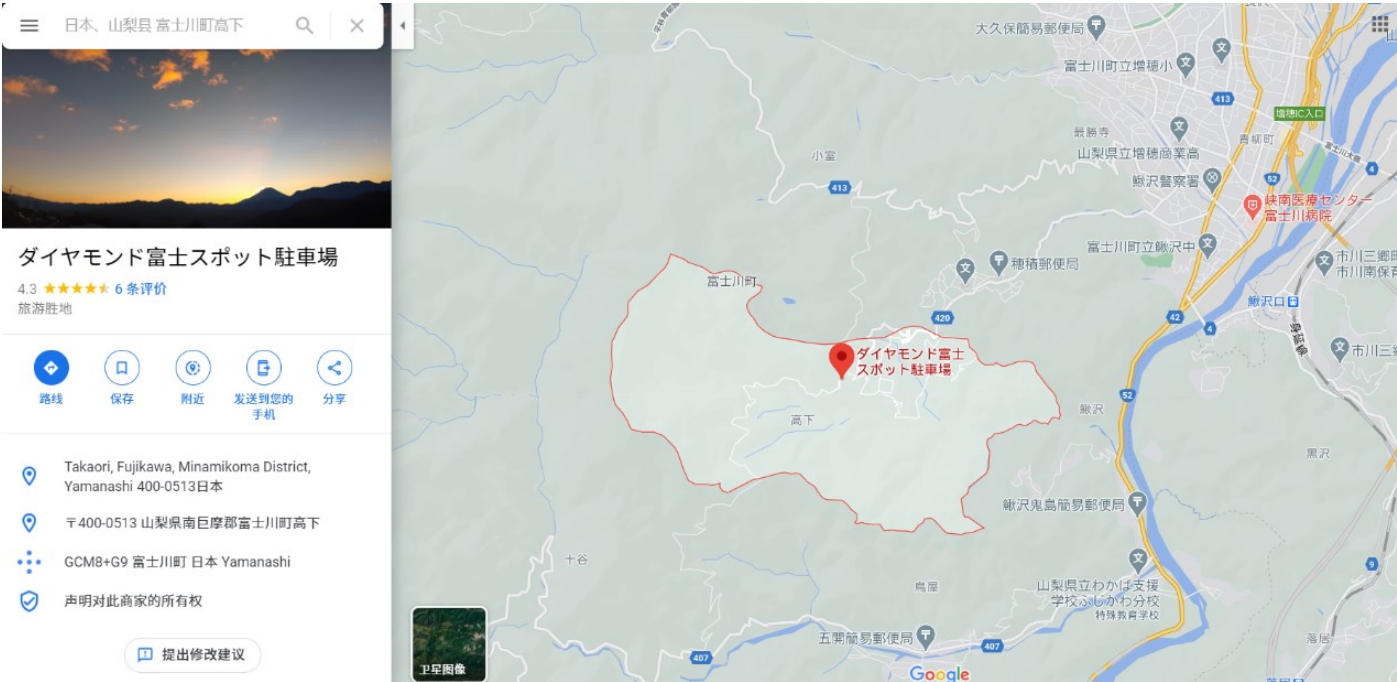 日本、山梨县 富士川町高下
ダイヤモンド富士スポット駐車場
4.3
6 条评价
旅游胜地
路线
保存
附近
发送到您的
手机
分享
Takaori, Fujikawa, Minamikoma District,
Yamanashi 400-0513日本
〒400-0513 山梨県南巨摩郡富士川町高下
GCM8+G9 富士川町 日本 Yamanashi
声明对此商家的所有权
提出修改建议
大久保簡易郵便局
富士川町立増穂小
413
増穂IC入口
最勝寺
青柳町
山梨県立増穂商業高
富士川大橋
4
小室
413
鰍沢警察署
52
峡南医療センター
富士川病院
富士川町立鰍沢中
市川三郷町
市川南保育
穂積郵便局
富士川町
鰍沢口
420
42
4
ダイヤモンド富士
スポット駐車場
市川三郷
52
鰍沢
高下
黒沢
鰍沢鬼島簡易郵便局
十谷
9
鳥屋
山梨県立わかば支援
学校ふじかわ分校
特殊教育学校
五開簡易郵便局
407
407
落居
卫星图像
Google